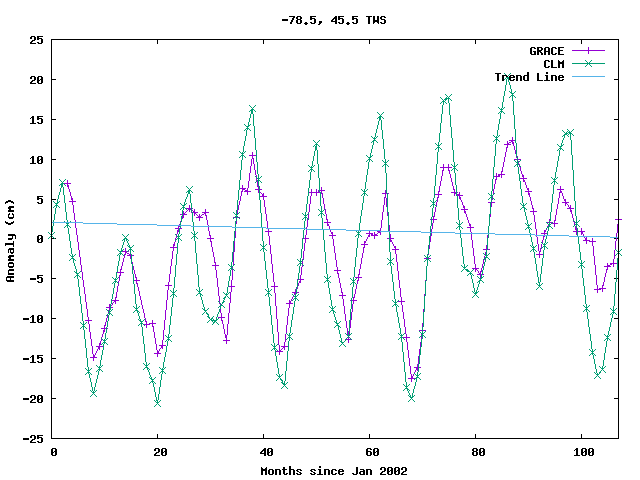 -78.5, 45.5 TWS
GRACE
CLM
Trend Line
25
20
15
10
5
0
-5
-10
-15
-20
-25
Anomaly (cm)
0 20 40 60 80 100
Months since Jan 2002